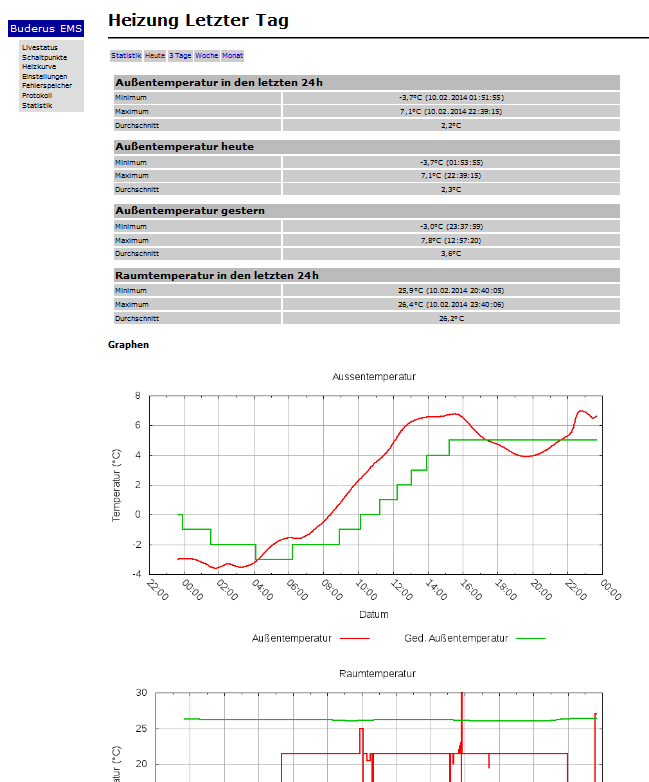 Heizung Letzter Tag
Buderus EMS
Livestatus
Schaltpunkte
Heizkurve
Einstellungen
Fehlerspeicher
Protokoll
Statistik
Statistik Heute 3 Tage Woche Monat
Außentemperatur in den letzten 24h
Minimum -3,7°C (10.02.2014 01:51:55)
Maximum 7,1°C (10.02.2014 22:39:15)
Durchschnitt 2,2°C
Außentemperatur heute
Minimum -3,7°C (01:53:55)
Maximum 7,1°C (22:39:15)
Durchschnitt 2,3°C
Außentemperatur gestern
Minimum -3,0°C (23:37:59)
Maximum 7,8°C (12:57:20)
Durchschnitt 3,6°C
Raumtemperatur in den letzten 24h
Minimum 25,9°C (10.02.2014 20:40:05)
Maximum 26,4°C (10.02.2014 23:40:06)
Durchschnitt 26,2°C
Graphen
Aussentemperatur
8
6
4
2
0
-2
-4
Temperatur (°C)
22:00 00:00 02:00 04:00 06:00 08:00 10:00 12:00 14:00 16:00 18:00 20:00 22:00 00:00
Datum
Außentemperatur Ged. Außentemperatur
Raumtemperatur
30
25
20
atur (°C)